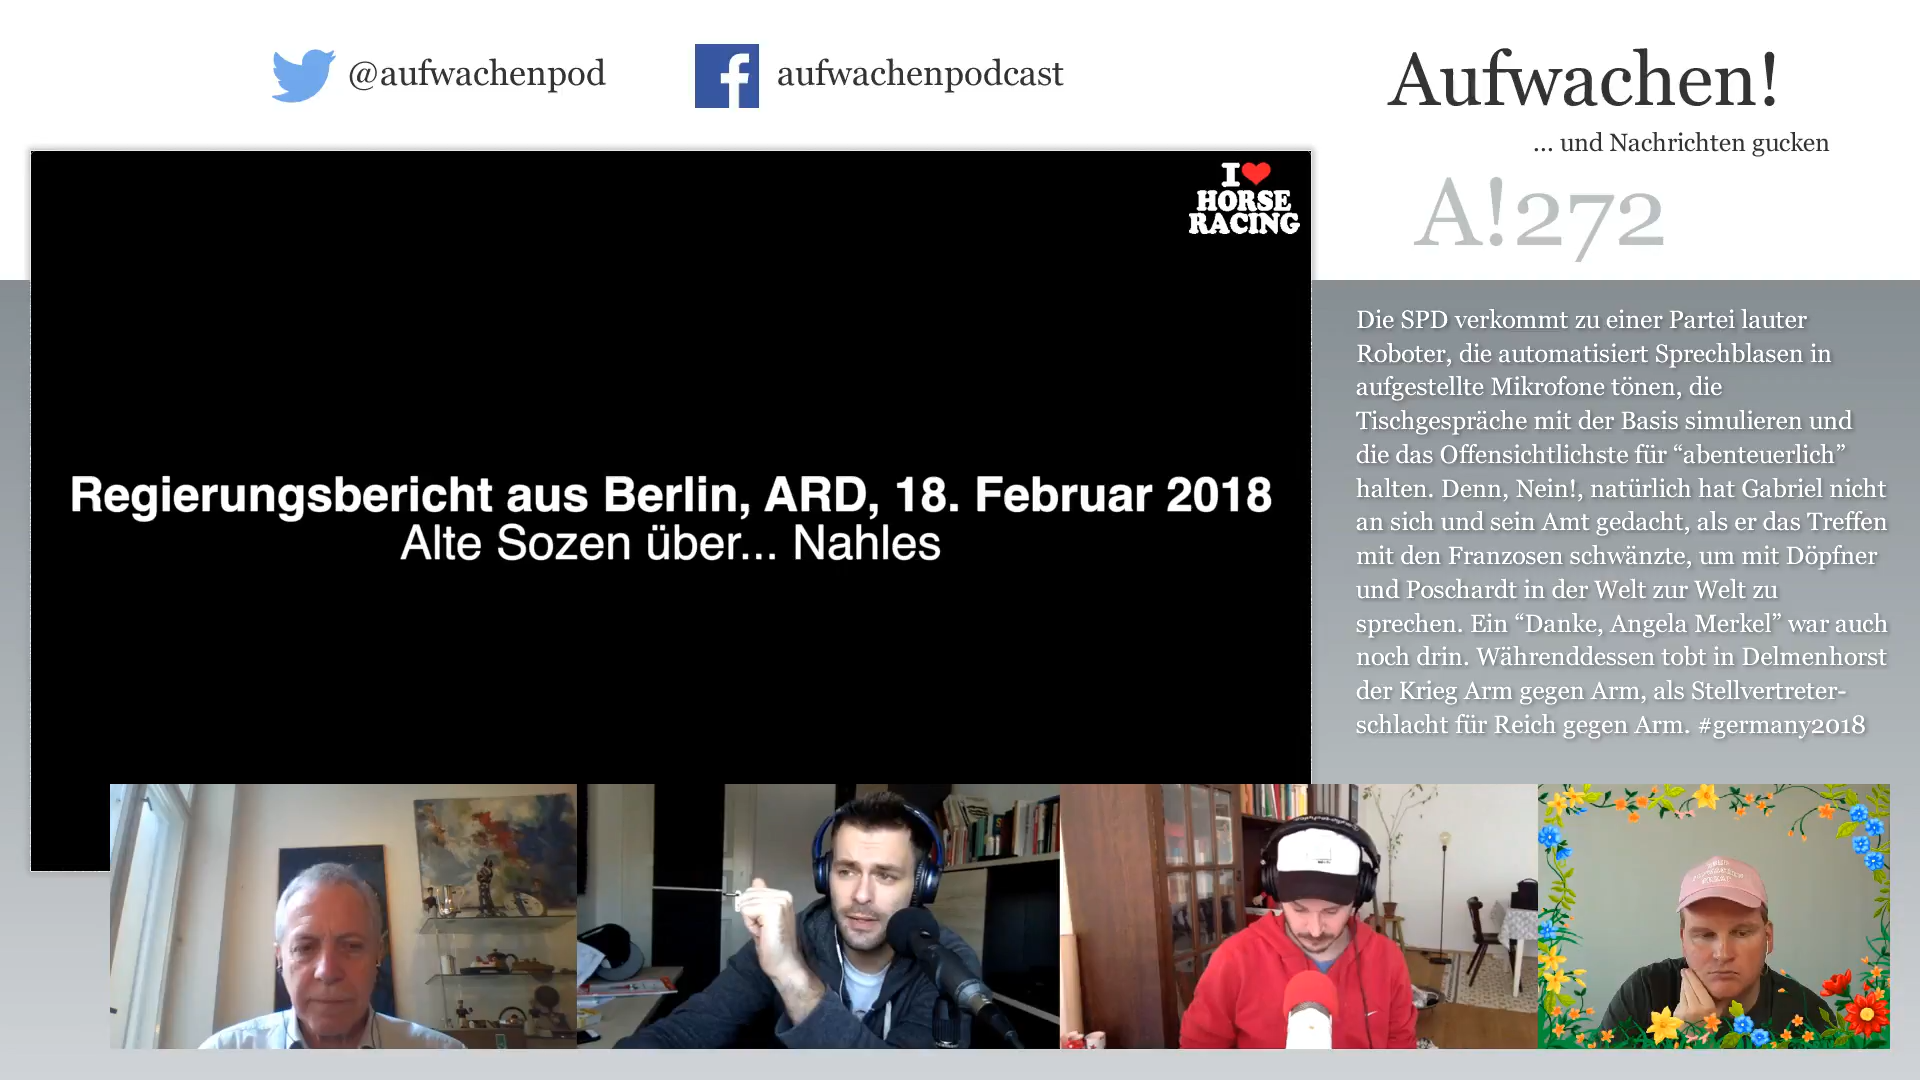 @aufwachenpod
aufwachenpodcast
Aufwachen!
... und Nachrichten gucken
A!272
I
HORSE
RACING
Regierungsbericht aus Berlin, ARD, 18. Februar 2018
Alte Sozen über... Nahles
Die SPD verkommt zu einer Partei lauter
Roboter, die automatisiert Sprechblasen in
aufgestellte Mikrofone tönen, die
Tischgespräche mit der Basis simulieren und
die das Offensichtlichste für “abenteuerlich”
halten. Denn, Nein!, natürlich hat Gabriel nicht
an sich und sein Amt gedacht, als er das Treffen
mit den Franzosen schwänzte, um mit Döpfner
und Poschardt in der Welt zur Welt zu
sprechen. Ein “Danke, Angela Merkel” war auch
noch drin. Währenddessen tobt in Delmenhorst
der Krieg Arm gegen Arm, als Stellvertreter-
schlacht für Reich gegen Arm. #germany2018